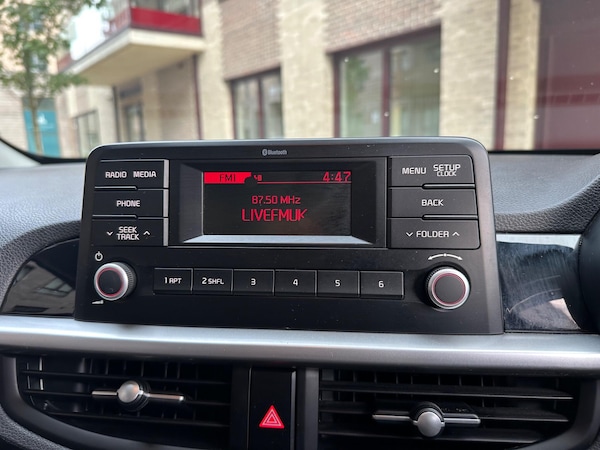 Bluetooth
RADIO MEDIA
FM1 4:47
MENU SETUP
CLOCK
87.50 MHz
PHONE
LIVEFMUK
BACK
SEEK
TRACK
FOLDER
1 RPT 2 SHFL 3 4 5 6